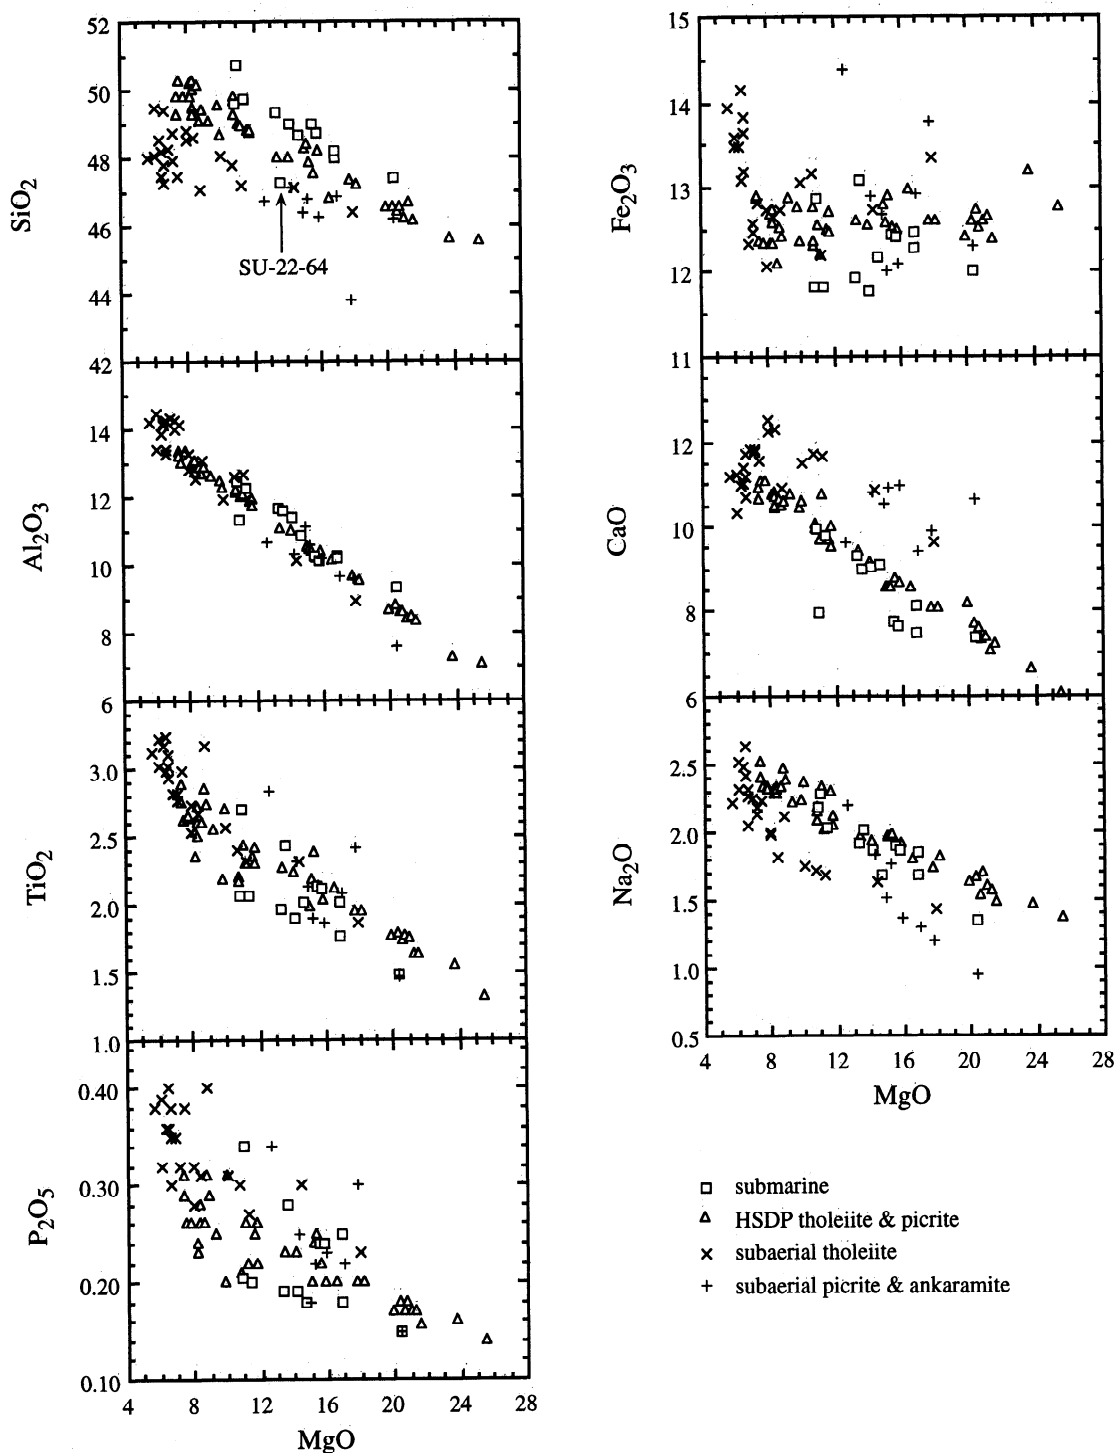 52
50
48
46
44
SiO2
SU-22-64
42
14
12
10
8
Al2O3
6
3.0
2.5
2.0
1.5
TiO2
1.0
0.40
0.30
0.20
0.10
P2O5
4 8 12 16 20 24 28
MgO
15
14
13
12
Fe2O3
11
12
10
8
CaO
6
2.5
2.0
1.5
1.0
0.5
Na2O
4 8 12 16 20 24 28
MgO
submarine
HSDP tholeiite & picrite
subaerial tholeiite
subaerial picrite & ankaramite